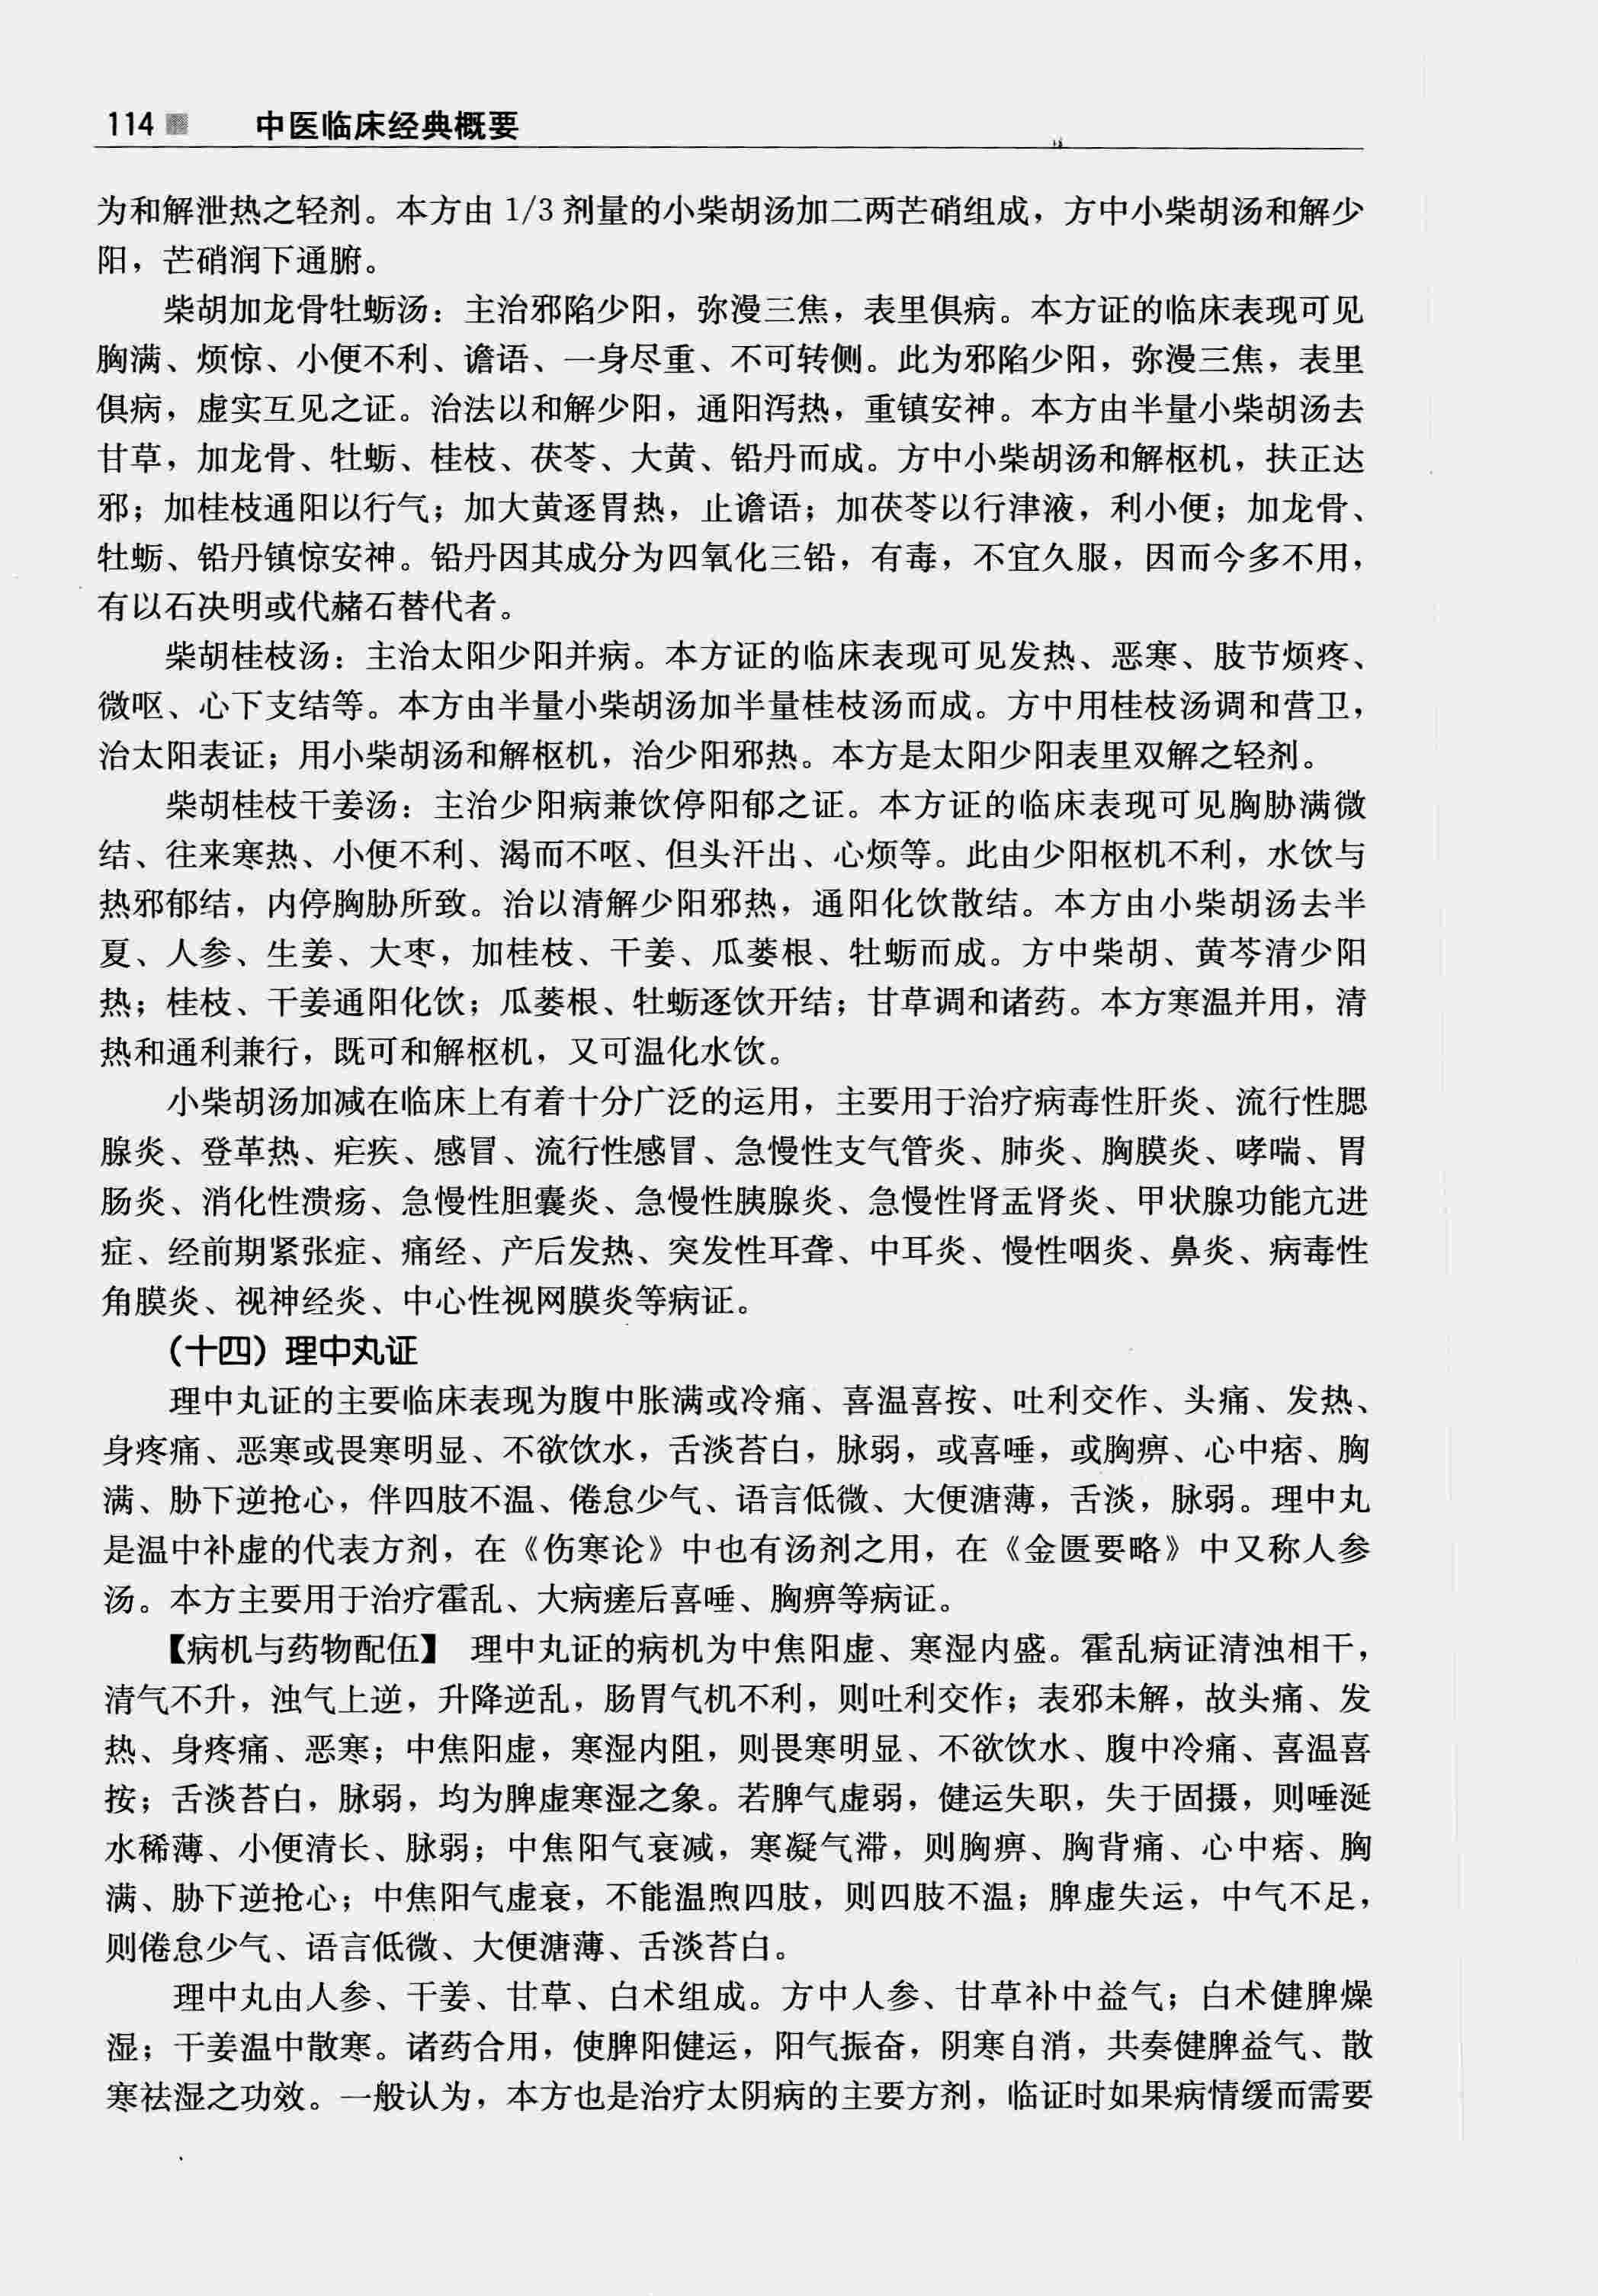 114 中医临床经典概要
为和解泄热之轻剂。本方由 1/3 剂量的小柴胡汤加二两芒硝组成，方中小柴胡汤和解少
阳，芒硝润下通腑。
柴胡加龙骨牡蛎汤：主治邪陷少阳，弥漫三焦，表里俱病。本方证的临床表现可见
胸满、烦惊、小便不利、谵语、一身尽重、不可转侧。此为邪陷少阳，弥漫三焦，表里
俱病，虚实互见之证。治法以和解少阳，通阳泻热，重镇安神。本方由半量小柴胡汤去
甘草，加龙骨、牡蛎、桂枝、茯苓、大黄、铅丹而成。方中小柴胡汤和解枢机，扶正达
邪；加桂枝通阳以行气；加大黄逐胃热，止谵语；加茯苓以行津液，利小便；加龙骨、
牡蛎、铅丹镇惊安神。铅丹因其成分为四氧化三铅，有毒，不宜久服，因而今多不用，
有以石决明或代赭石替代者。
柴胡桂枝汤：主治太阳少阳并病。本方证的临床表现可见发热、恶寒、肢节烦疼、
微呕、心下支结等。本方由半量小柴胡汤加半量桂枝汤而成。方中用桂枝汤调和营卫，
治太阳表证；用小柴胡汤和解枢机，治少阳邪热。本方是太阳少阳表里双解之轻剂。
柴胡桂枝干姜汤：主治少阳病兼饮停阳郁之证。本方证的临床表现可见胸胁满微
结、往来寒热、小便不利、渴而不呕、但头汗出、心烦等。此由少阳枢机不利，水饮与
热邪郁结，内停胸胁所致。治以清解少阳邪热，通阳化饮散结。本方由小柴胡汤去半
夏、人参、生姜、大枣，加桂枝、干姜、瓜蒌根、牡蛎而成。方中柴胡、黄芩清少阳
热；桂枝、干姜通阳化饮；瓜蒌根、牡蛎逐饮开结；甘草调和诸药。本方寒温并用，清
热和通利兼行，既可和解枢机，又可温化水饮。
小柴胡汤加减在临床上有着十分广泛的运用，主要用于治疗病毒性肝炎、流行性腮
腺炎、登革热、疟疾、感冒、流行性感冒、急慢性支气管炎、肺炎、胸膜炎、哮喘、胃
肠炎、消化性溃疡、急慢性胆囊炎、急慢性胰腺炎、急慢性肾盂肾炎、甲状腺功能亢进
症、经前期紧张症、痛经、产后发热、突发性耳聋、中耳炎、慢性咽炎、鼻炎、病毒性
角膜炎、视神经炎、中心性视网膜炎等病证。
（十四）理中丸证
理中丸证的主要临床表现为腹中胀满或冷痛、喜温喜按、吐利交作、头痛、发热、
身疼痛、恶寒或畏寒明显、不欲饮水，舌淡苔白，脉弱，或喜唾，或胸痹、心中痞、胸
满、胁下逆抢心，伴四肢不温、倦怠少气、语言低微、大便溏薄，舌淡，脉弱。理中丸
是温中补虚的代表方剂，在《伤寒论》中也有汤剂之用，在《金匮要略》中又称人参
汤。本方主要用于治疗霍乱、大病瘥后喜唾、胸痹等病证。
【病机与药物配伍】 理中丸证的病机为中焦阳虚、寒湿内盛。霍乱病证清浊相干，
清气不升，浊气上逆，升降逆乱，肠胃气机不利，则吐利交作；表邪未解，故头痛、发
热、身疼痛、恶寒；中焦阳虚，寒湿内阻，则畏寒明显、不欲饮水、腹中冷痛、喜温喜
按；舌淡苔白，脉弱，均为脾虚寒湿之象。若脾气虚弱，健运失职，失于固摄，则唾涎
水稀薄、小便清长、脉弱；中焦阳气衰减，寒凝气滞，则胸痹、胸背痛、心中痞、胸
满、胁下逆抢心；中焦阳气虚衰，不能温煦四肢，则四肢不温；脾虚失运，中气不足，
则倦怠少气、语言低微、大便溏薄、舌淡苔白。
理中丸由人参、干姜、甘草、白术组成。方中人参、甘草补中益气；白术健脾燥
湿；干姜温中散寒。诸药合用，使脾阳健运，阳气振奋，阴寒自消，共奏健脾益气、散
寒祛湿之功效。一般认为，本方也是治疗太阴病的主要方剂，临证时如果病情缓而需要